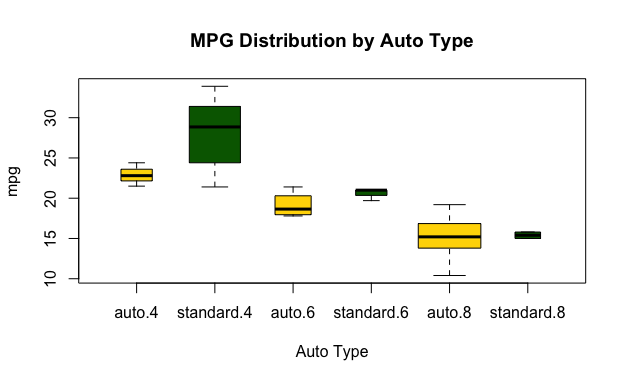 MPG Distribution by Auto Type
mpg
30
25
20
15
10
auto.4 standard.4 auto.6 standard.6 auto.8 standard.8
Auto Type